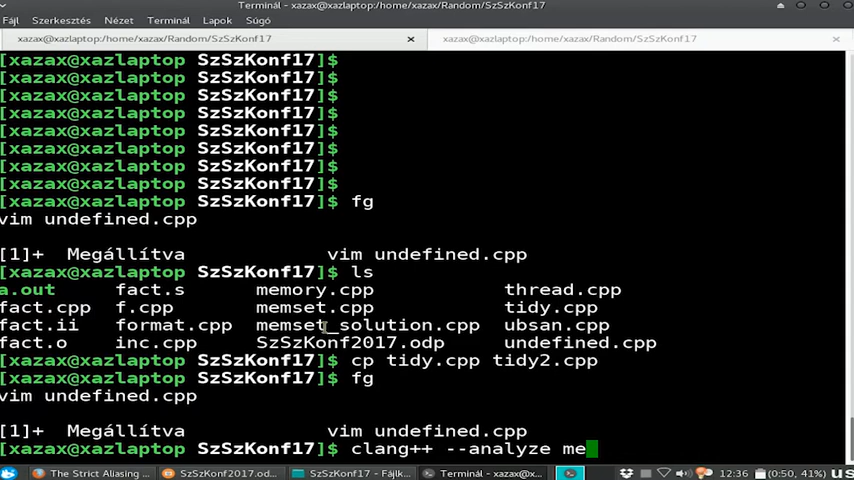 Terminál - xazax@xazlaptop:/home/xazax/Random/SzSzKonf17
Fájl Szerkesztés Nézet Terminál Lapok Súgó
xazax@xazlaptop:/home/xazax/Random/SzSzKonf17 xazax@xazlaptop:/home/xazax/Random/SzSzKonf17
[xazax@xazlaptop SzSzKonf17]$
[xazax@xazlaptop SzSzKonf17]$
[xazax@xazlaptop SzSzKonf17]$
[xazax@xazlaptop SzSzKonf17]$
[xazax@xazlaptop SzSzKonf17]$
[xazax@xazlaptop SzSzKonf17]$
[xazax@xazlaptop SzSzKonf17]$
[xazax@xazlaptop SzSzKonf17]$
[xazax@xazlaptop SzSzKonf17]$ fg
vim undefined.cpp
[1]+ Megállítva vim undefined.cpp
[xazax@xazlaptop SzSzKonf17]$ ls
a.out fact.s memory.cpp thread.cpp
fact.cpp f.cpp memset.cpp tidy.cpp
fact.ii format.cpp memset_solution.cpp ubsan.cpp
fact.o inc.cpp SzSzKonf2017.odp undefined.cpp
[xazax@xazlaptop SzSzKonf17]$ cp tidy.cpp tidy2.cpp
[xazax@xazlaptop SzSzKonf17]$ fg
vim undefined.cpp
[1]+ Megállítva vim undefined.cpp
[xazax@xazlaptop SzSzKonf17]$ clang++ --analyze me
The Strict Aliasing ... SzSzKonf2017.od... SzSzKonf17 - Fájlk... Terminál - xazax@x... 12:36 (0:50, 41%) us